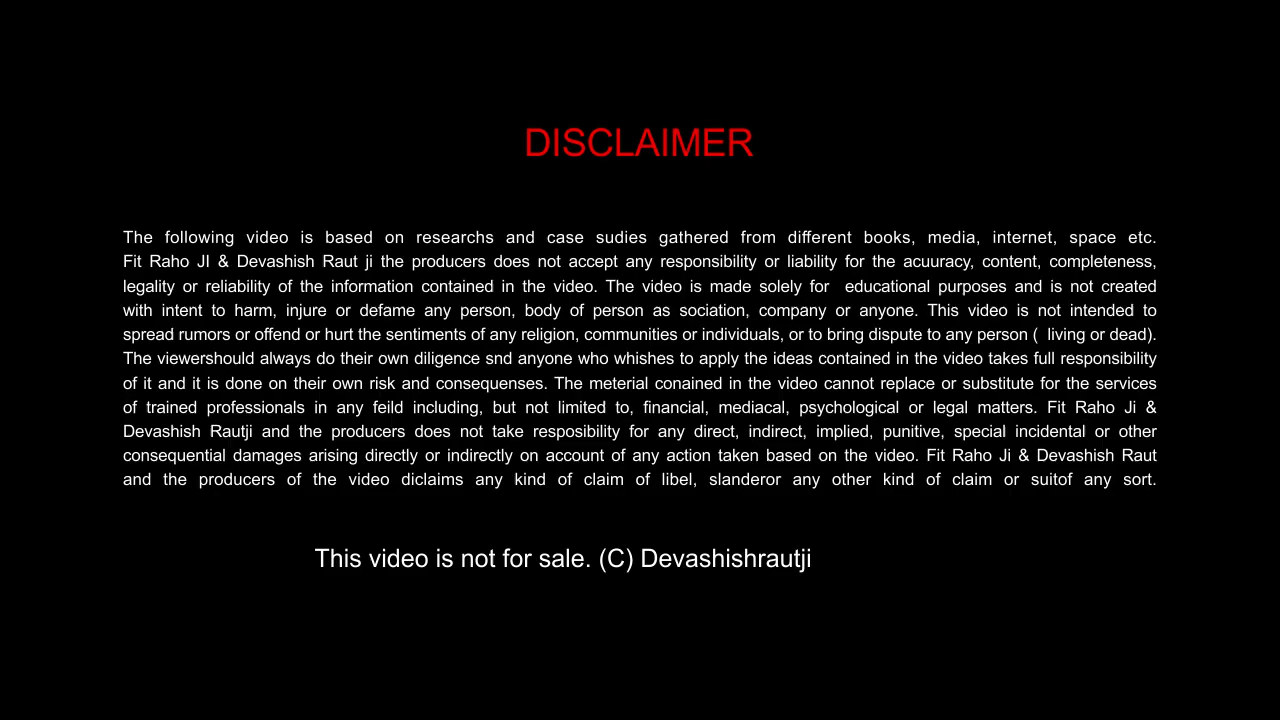 DISCLAIMER
The following video is based on researchs and case sudies gathered from different books, media, internet, space etc.
Fit Raho JI & Devashish Raut ji the producers does not accept any responsibility or liability for the acuuracy, content, completeness,
legality or reliability of the information contained in the video. The video is made solely for educational purposes and is not created
with intent to harm, injure or defame any person, body of person as sociation, company or anyone. This video is not intended to
spread rumors or offend or hurt the sentiments of any religion, communities or individuals, or to bring dispute to any person ( living or dead).
The viewershould always do their own diligence snd anyone who whishes to apply the ideas contained in the video takes full responsibility
of it and it is done on their own risk and consequenses. The meterial conained in the video cannot replace or substitute for the services
of trained professionals in any feild including, but not limited to, financial, mediacal, psychological or legal matters. Fit Raho Ji &
Devashish Rautji and the producers does not take resposibility for any direct, indirect, implied, punitive, special incidental or other
consequential damages arising directly or indirectly on account of any action taken based on the video. Fit Raho Ji & Devashish Raut
and the producers of the video diclaims any kind of claim of libel, slanderor any other kind of claim or suitof any sort.
This video is not for sale. (C) Devashishrautji